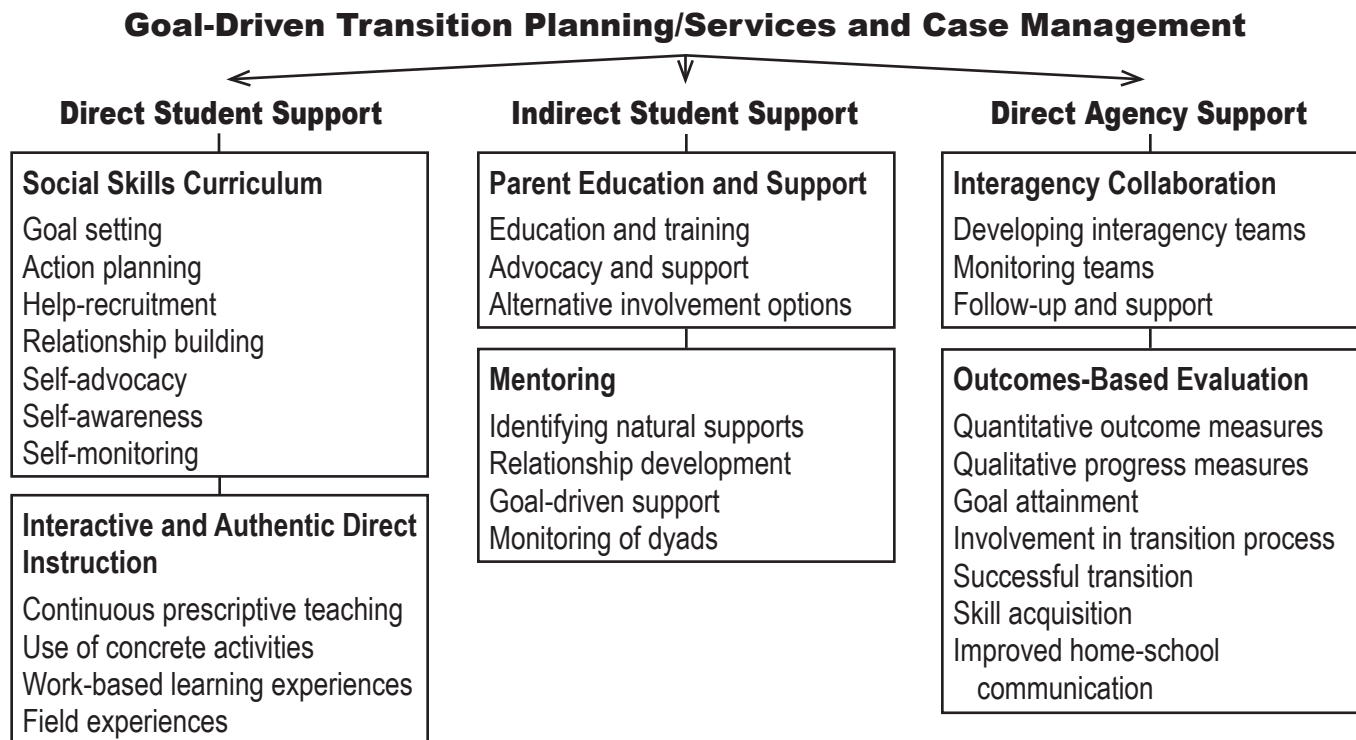 Goal-Driven Transition Planning/Services and Case Management
Direct Student Support
Social Skills Curriculum
Goal setting
Action planning
Help-recruitment
Relationship building
Self-advocacy
Self-awareness
Self-monitoring
Interactive and Authentic Direct
Instruction
Continuous prescriptive teaching
Use of concrete activities
Work-based learning experiences
Field experiences
Indirect Student Support
Parent Education and Support
Education and training
Advocacy and support
Alternative involvement options
Mentoring
Identifying natural supports
Relationship development
Goal-driven support
Monitoring of dyads
Direct Agency Support
Interagency Collaboration
Developing interagency teams
Monitoring teams
Follow-up and support
Outcomes-Based Evaluation
Quantitative outcome measures
Qualitative progress measures
Goal attainment
Involvement in transition process
Successful transition
Skill acquisition
Improved home-school
communication